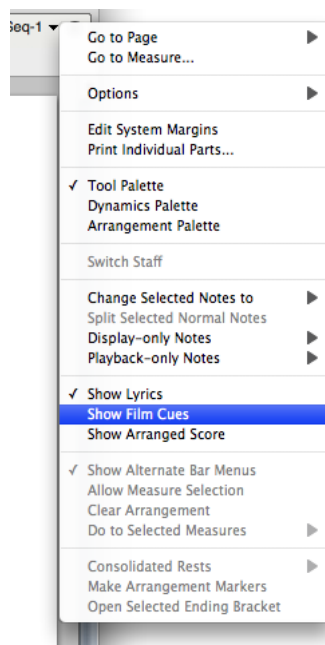 Seq-1
Go to Page
Go to Measure...
Options
Edit System Margins
Print Individual Parts...
✓ Tool Palette
Dynamics Palette
Arrangement Palette
Switch Staff
Change Selected Notes to
Split Selected Normal Notes
Display-only Notes
Playback-only Notes
✓ Show Lyrics
Show Film Cues
Show Arranged Score
✓ Show Alternate Bar Menus
Allow Measure Selection
Clear Arrangement
Do to Selected Measures
Consolidated Rests
Make Arrangement Markers
Open Selected Ending Bracket